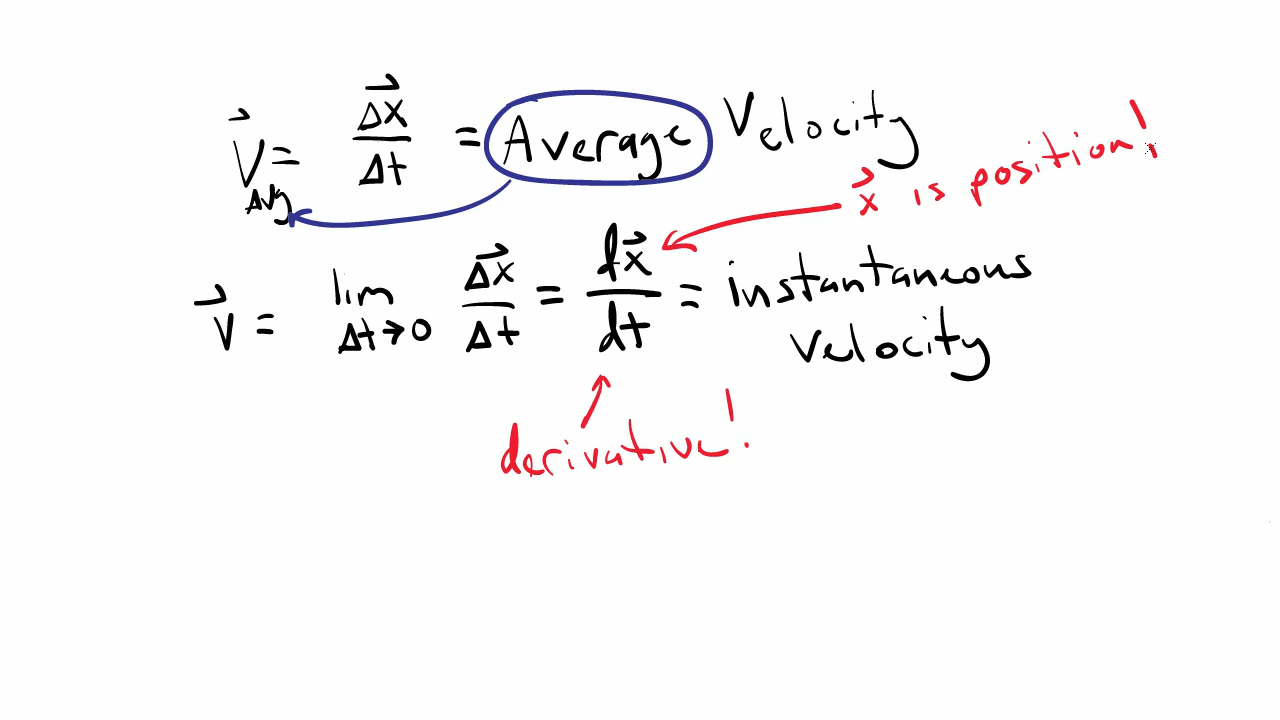 V⃗Avg = Δx⃗/Δt = Average Velocity
x⃗ is position!
v⃗ = lim Δt→0 Δx⃗/Δt = dx⃗/dt = instantaneous
velocity
derivative!